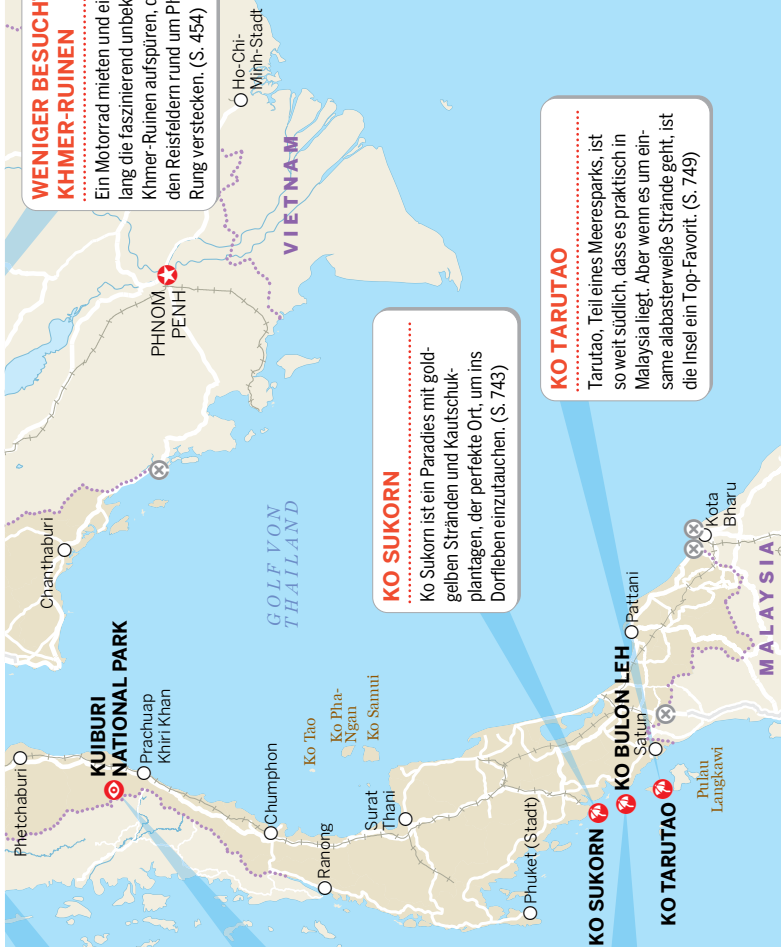 WENIGER BESUCHT
KHMER-RUINEN
Ein Motorrad mieten und
lang die faszinierend
Khmer-Ruinen aufspüren,
den Reisfeldern rund um
Rung verstecken. (S. 454)
Ho-Chi-
Minh-Stadt
VIETNAM
PHNOM
PENH
Chanthaburi
GOLF VON
THAILAND
KO SUKORN
Ko Sukorn ist ein Paradies mit gold-
gelben Stränden und Kautschuk-
plantagen, der perfekte Ort, um ins
Dorfleben einzutauchen. (S. 743)
KO TARUTAO
Tarutao, Teil eines Meeresparks, ist
so weit südlich, dass es praktisch in
Malaysia liegt. Aber wenn es um ein-
same alabasterweiße Strände geht, ist
die Insel ein Top-Favorit. (S. 749)
Phetchaburi
KUIBURI
NATIONAL PARK
Prachuap
Khiri Khan
Chumphon
Ko Tao
Ko Pha-
Ngan
Ko Samui
Ranong
Surat
Thani
Phuket (Stadt)
KO SUKORN
KO BULON LEH
KO TARUTAO
Satun
Pattani
Pulau
Langkawi
Kota
Bharu
MALAYSIA